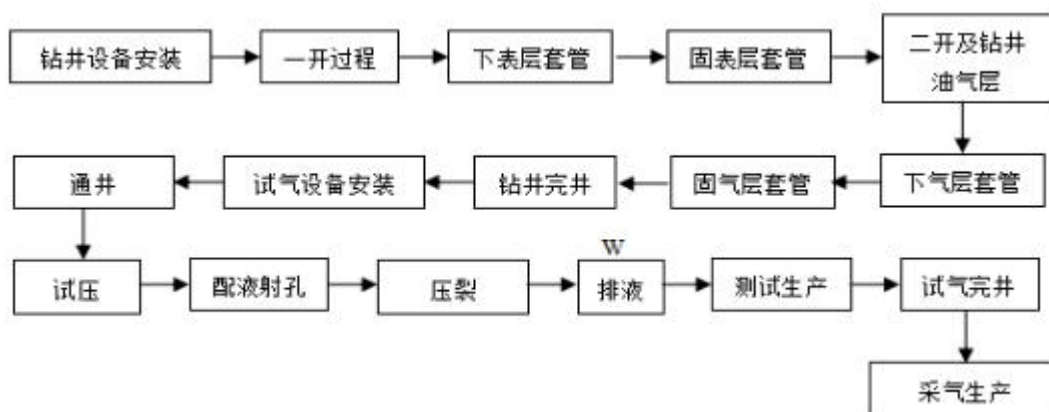 钻井设备安装
一开过程
下表层套管
固表层套管
二开及钻井
油气层
通井
试气设备安装
钻井完井
固气层套管
下气层套管
W
试压
配液射孔
压裂
排液
测试生产
试气完井
采气生产